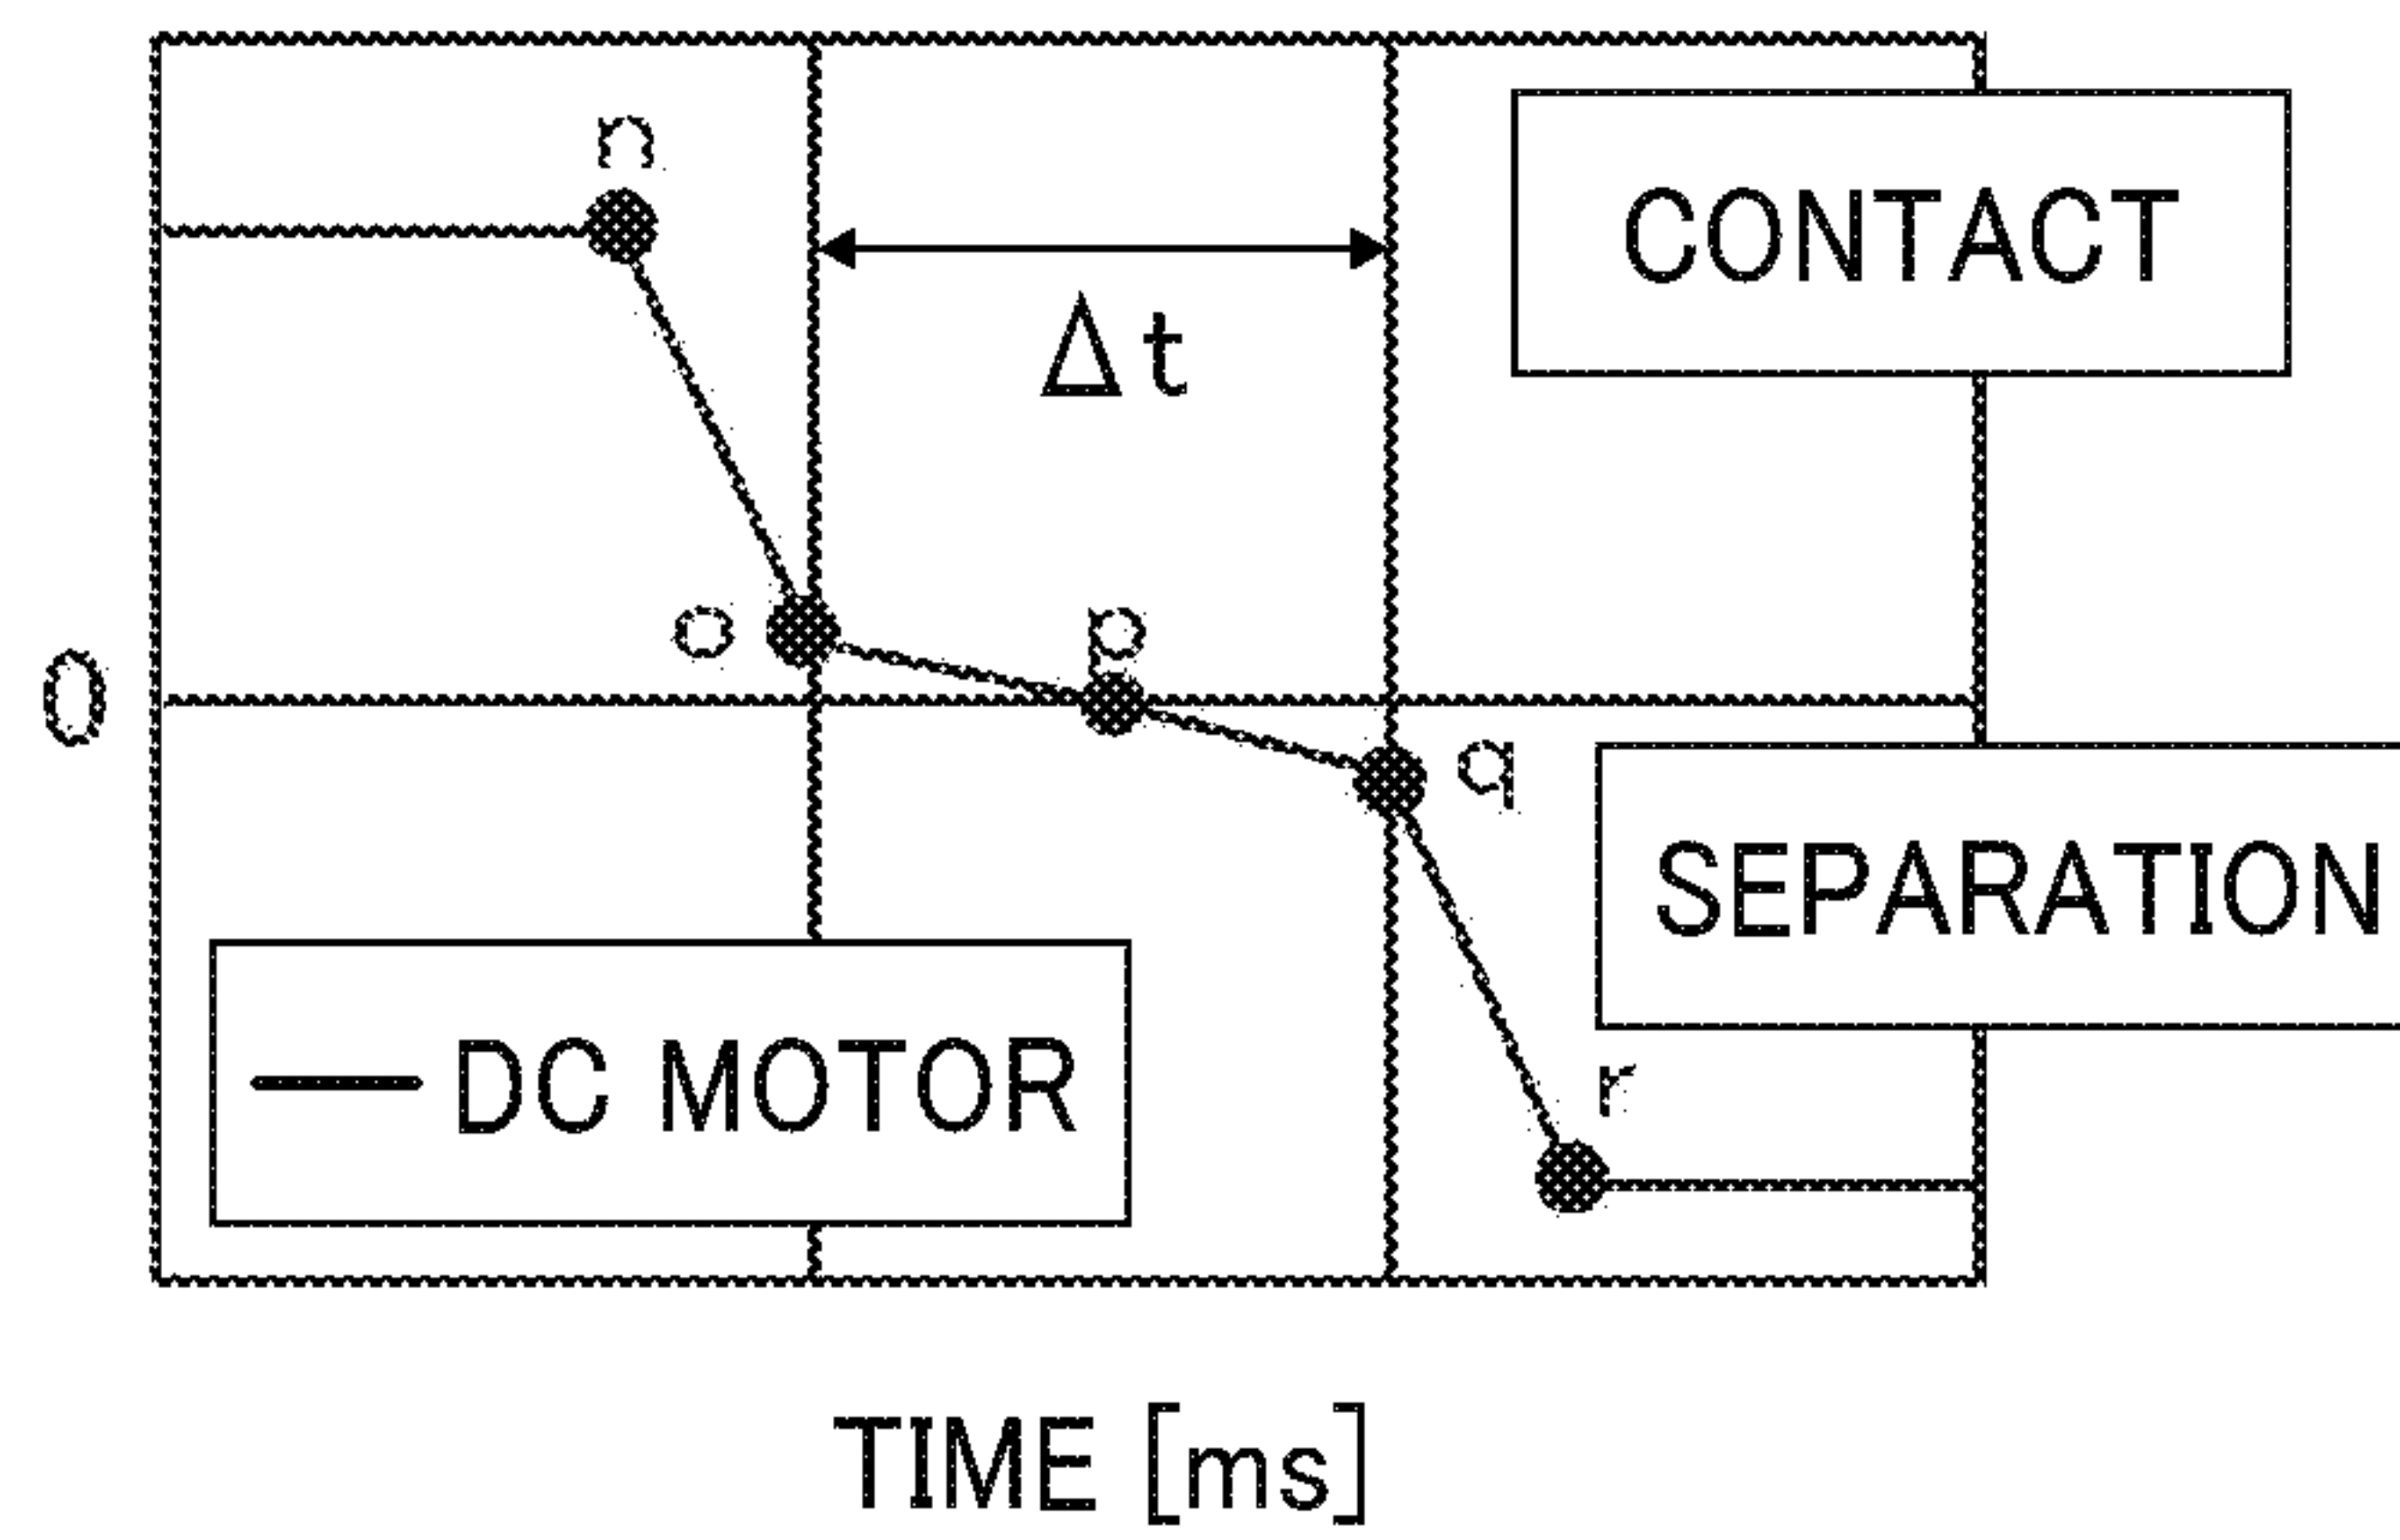 n
CONTACT
Δt
o
p
0
q
SEPARATION
r
DC MOTOR
TIME [ms]